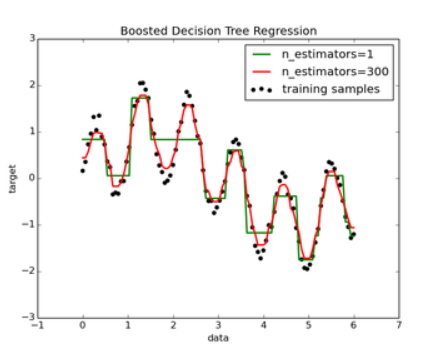 Boosted Decision Tree Regression
n_estimators=1
n_estimators=300
training samples
3
2
1
0
−1
−2
−3
target
−1
0
1
2
3
4
5
6
7
data